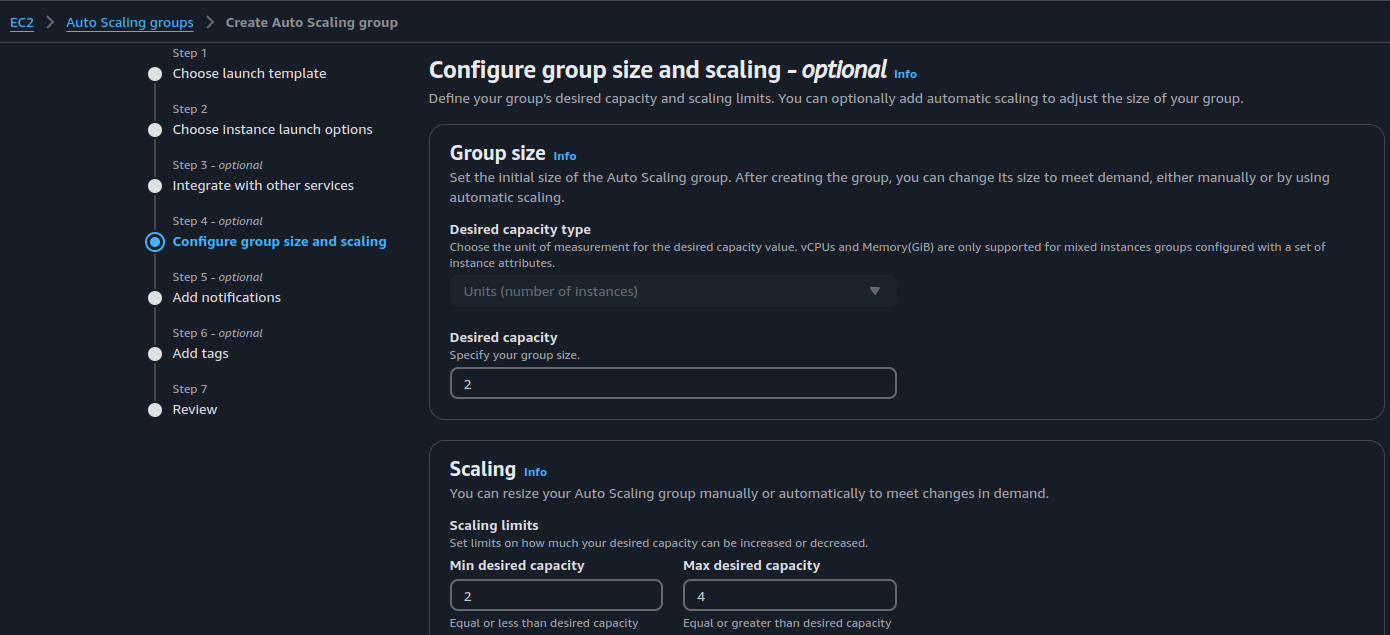 EC2 > Auto Scaling groups > Create Auto Scaling group
Step 1
Choose launch template
Step 2
Choose instance launch options
Step 3 - optional
Integrate with other services
Step 4 - optional
Configure group size and scaling
Step 5 - optional
Add notifications
Step 6 - optional
Add tags
Step 7
Review
Configure group size and scaling - optional Info
Define your group's desired capacity and scaling limits. You can optionally add automatic scaling to adjust the size of your group.
Group size Info
Set the initial size of the Auto Scaling group. After creating the group, you can change its size to meet demand, either manually or by using
automatic scaling.
Desired capacity type
Choose the unit of measurement for the desired capacity value. vCPUs and Memory(GiB) are only supported for mixed instances groups configured with a set of
instance attributes.
Units (number of instances)
Desired capacity
Specify your group size.
2
Scaling Info
You can resize your Auto Scaling group manually or automatically to meet changes in demand.
Scaling limits
Set limits on how much your desired capacity can be increased or decreased.
Min desired capacity
2
Equal or less than desired capacity
Max desired capacity
4
Equal or greater than desired capacity